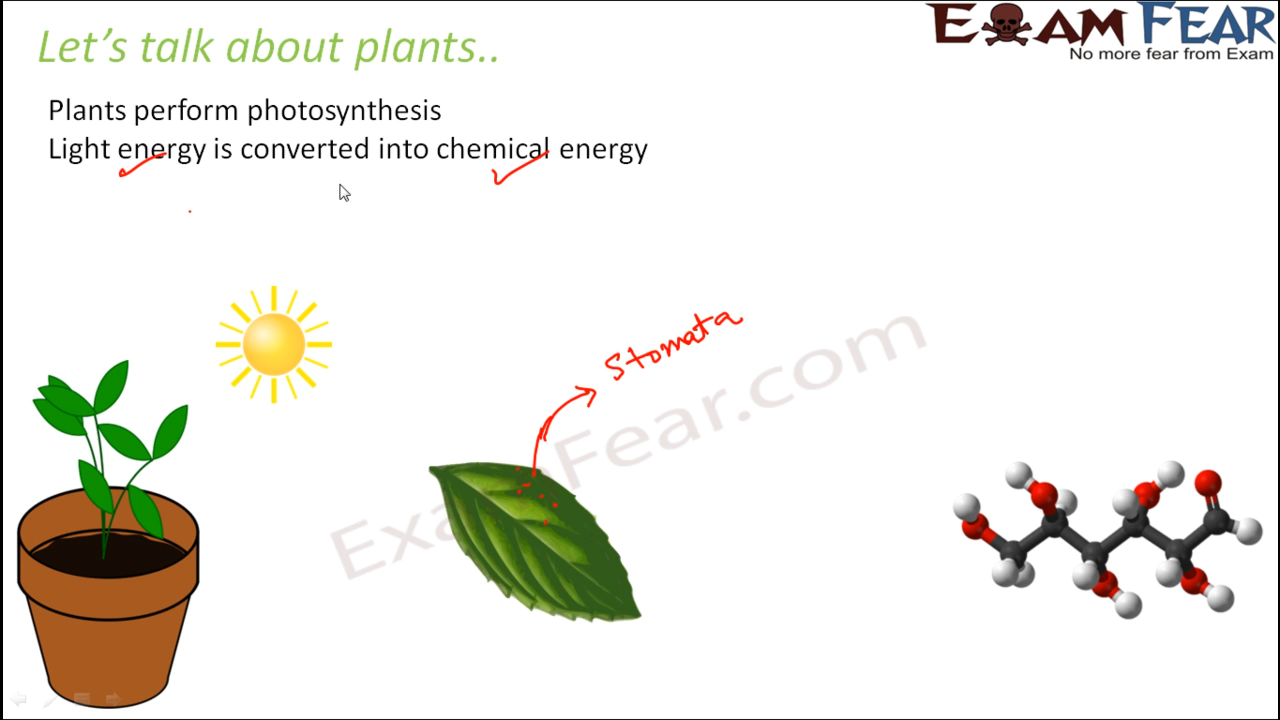 Let's talk about plants..
EXAM FEAR
No more fear from Exam
Plants perform photosynthesis
Light energy is converted into chemical energy
Stomata
ExamFear.com